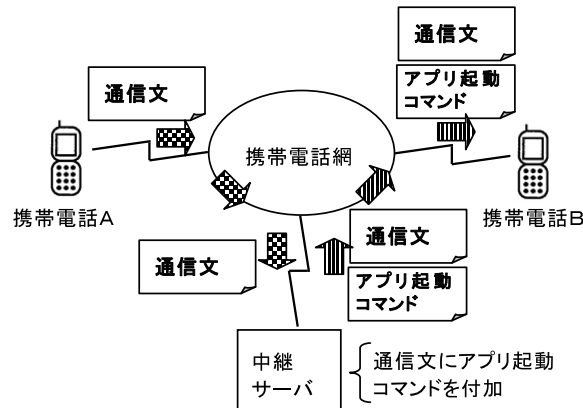 通信文
アプリ起動
コマンド
通信文
携帯電話網
携帯電話A
携帯電話B
通信文
通信文
アプリ起動
コマンド
中継
サーバ
通信文にアプリ起動
コマンドを付加